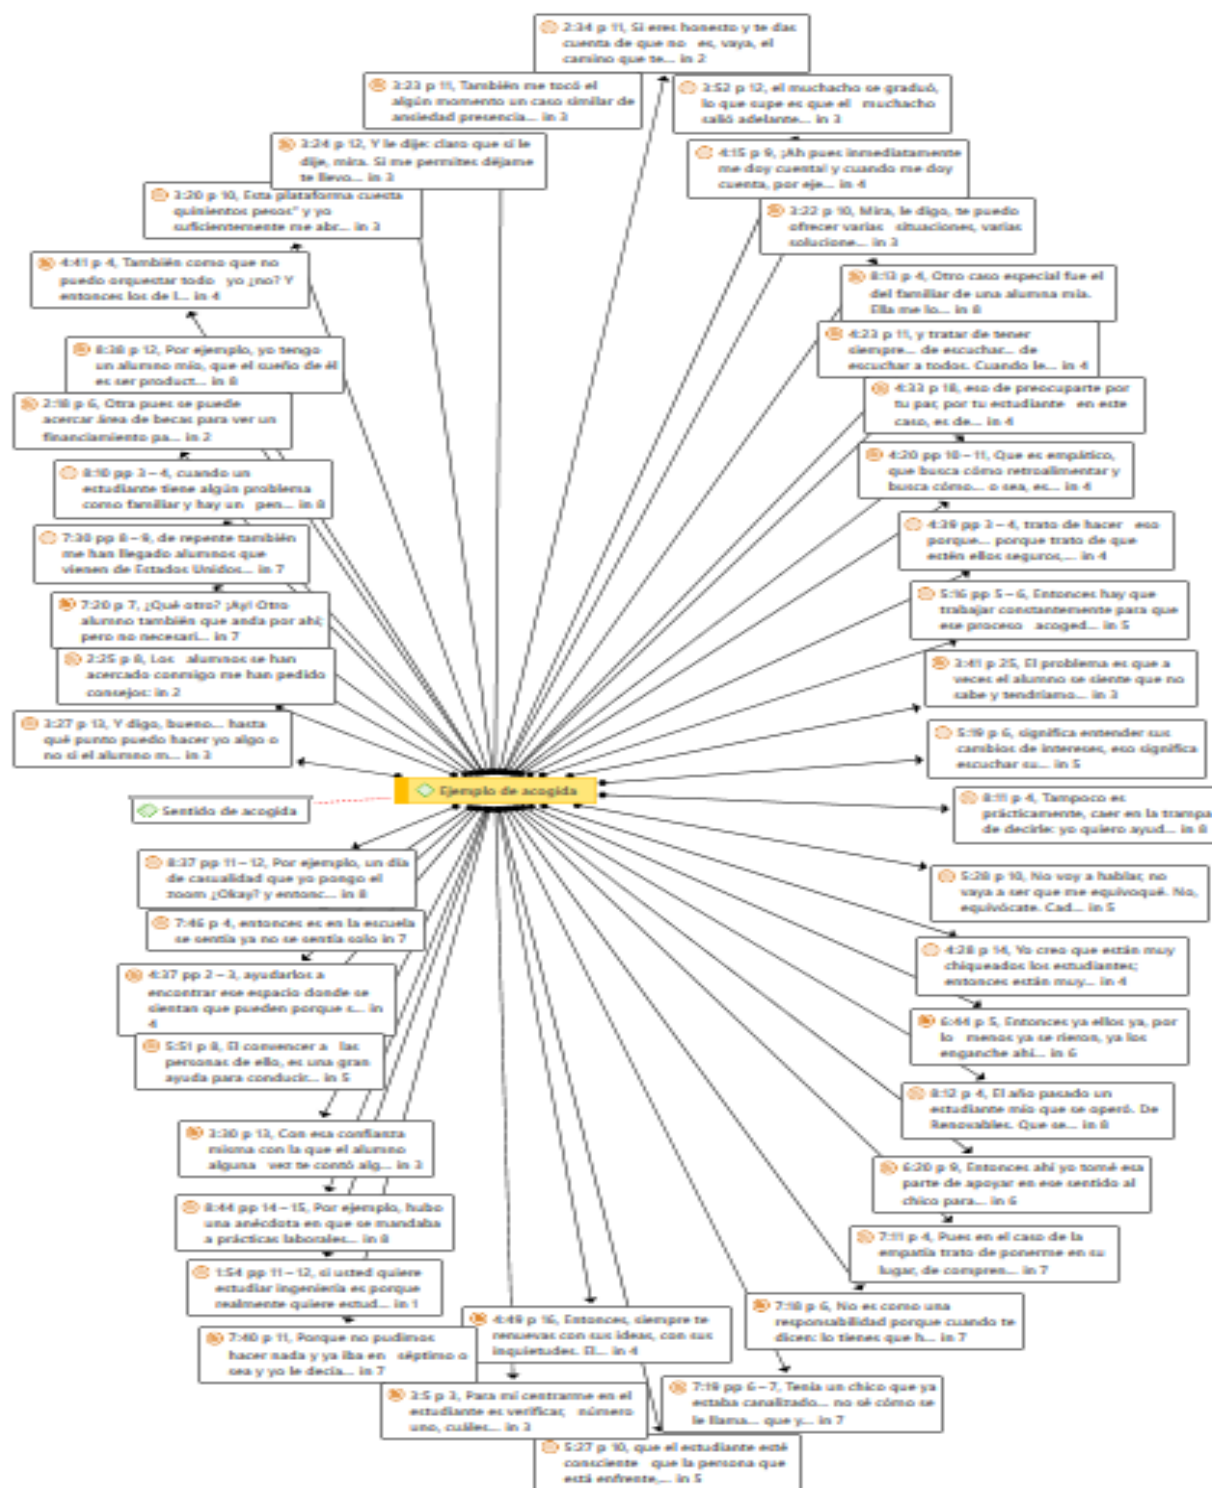 2:34 p 11, Si eres honesto y te das
cuenta de que no es, vaya, el
camino que te... in 2
3:23 p 11, También me tocó el
algún momento un caso similar de
ansiedad presencia... in 3
3:52 p 12, el muchacho se graduó,
lo que supe es que el muchacho
salió adelante... in 3
3:24 p 12, Y le dije: claro que sí le
dije, mira. Si me permites déjame
te llevo... in 3
4:15 p 9, ¡Ah pues inmediatamente
me doy cuenta! y cuando me doy
cuenta, por eje... in 4
3:20 p 10, Esta plataforma cuesta
quinientos pesos" y yo
suficientemente me abr... in 3
3:22 p 10, Mira, le digo, te puedo
ofrecer varias situaciones, varias
solucione... in 3
4:41 p 4, También como que no
puedo orquestar todo yo ¿no? Y
entonces los de l... in 4
8:13 p 4, Otro caso especial fue el
del familiar de una alumna mía.
Ella me lo... in 8
4:23 p 11, y tratar de tener
siempre... de escuchar... de
escuchar a todos. Cuando le... in 4
8:38 p 12, Por ejemplo, yo tengo
un alumno mío, que el sueño de él
es ser product... in 8
4:33 p 18, eso de preocuparte por
tu par, por tu estudiante en este
caso, es de... in 4
2:18 p 6, Otra pues se puede
acercar área de becas para ver un
financiamiento pa... in 2
4:20 pp 10 – 11, Que es empático,
que busca cómo retroalimentar y
busca cómo... o sea, es... in 4
8:10 pp 3 – 4, cuando un
estudiante tiene algún problema
como familiar y hay un pen... in 8
4:39 pp 3 – 4, trato de hacer eso
porque... porque trato de que
estén ellos seguros,... in 4
7:30 pp 8 – 9, de repente también
me han llegado alumnos que
vienen de Estados Unidos... in 7
5:16 pp 5 – 6, Entonces hay que
trabajar constantemente para que
ese proceso acoged... in 5
7:20 p 7, ¿Qué otro? ¡Ay! Otro
alumno también que anda por ahí;
pero no necesari... in 7
2:25 p 8, Los alumnos se han
acercado conmigo me han pedido
consejos: in 2
3:41 p 25, El problema es que a
veces el alumno se siente que no
sabe y tendríamo... in 3
3:27 p 13, Y digo, bueno... hasta
qué punto puedo hacer yo algo o
no si el alumno m... in 3
5:19 p 6, significa entender sus
cambios de intereses, eso significa
escuchar su... in 5
Ejemplo de acogida
Sentido de acogida
8:11 p 4, Tampoco es
prácticamente, caer en la trampa
de decirle: yo quiero ayud... in 8
8:37 pp 11 – 12, Por ejemplo, un día
de casualidad que yo pongo el
zoom ¿Okay? y entonc... in 8
5:28 p 10, No voy a hablar, no
vaya a ser que me equivoqué. No,
equivócate. Cad... in 5
7:46 p 4, entonces es en la escuela
se sentía ya no se sentía solo in 7
4:28 p 14, Yo creo que están muy
chiqueados los estudiantes;
entonces están muy... in 4
4:37 pp 2 – 3, ayudarlos a
encontrar ese espacio donde se
sientan que pueden porque s... in
4
6:44 p 5, Entonces ya ellos ya, por
lo menos ya se rieron, ya los
enganche ahí... in 6
5:51 p 8, El convencer a las
personas de ello, es una gran
ayuda para conducir... in 5
8:12 p 4, El año pasado un
estudiante mío que se operó. De
Renovables. Que se... in 8
3:30 p 13, Con esa confianza
misma con la que el alumno
alguna vez te contó alg... in 3
6:20 p 9, Entonces ahí yo tomé esa
parte de apoyar en ese sentido al
chico para... in 6
8:44 pp 14 – 15, Por ejemplo, hubo
una anécdota en que se mandaba
a prácticas laborales... in 8
7:11 p 4, Pues en el caso de la
empatía trato de ponerme en su
lugar, de compren... in 7
1:54 pp 11 – 12, si usted quiere
estudiar ingeniería es porque
realmente quiere estud... in 1
7:18 p 6, No es como una
responsabilidad porque cuando te
dicen: lo tienes que h... in 7
4:49 p 16, Entonces, siempre te
renuevas con sus ideas, con sus
inquietudes. El... in 4
7:40 p 11, Porque no pudimos
hacer nada y ya iba en séptimo o
sea y yo le decía... in 7
3:5 p 3, Para mí centrarme en el
estudiante es verificar, número
uno, cuáles... in 3
7:19 pp 6 – 7, Tenía un chico que ya
estaba canalizado... no sé cómo se
le llama... que y... in 7
5:27 p 10, que el estudiante esté
consciente que la persona que
está enfrente,... in 5